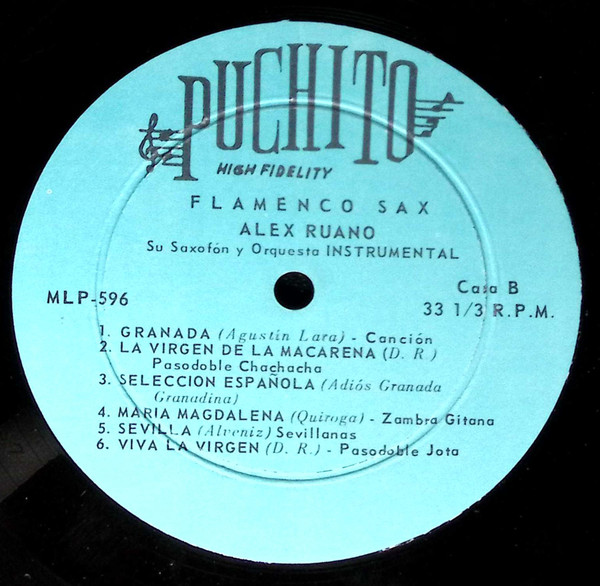 PUCHITO
HIGH FIDELITY
FLAMENCO SAX
ALEX RUANO
Su Saxofón y Orquesta INSTRUMENTAL
MLP-596
Cara B
33 1/3 R.P.M.
1. GRANADA (Agustín Lara) - Canción
2. LA VIRGEN DE LA MACARENA (D. R.)
Pasodoble Chachacha
3. SELECCION ESPAÑOLA (Adiós Granada
Granadina)
4. MARIA MAGDALENA (Quiroga) - Zambra Gitana
5. SEVILLA (Alveniz) Sevillanas
6. VIVA LA VIRGEN (D. R.) - Pasodoble Jota